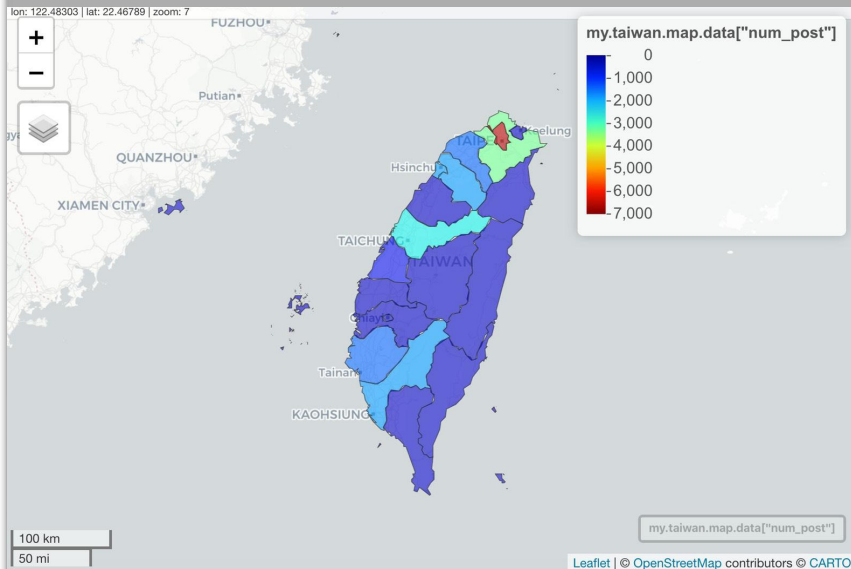 lon: 122.48303 | lat: 22.46789 | zoom: 7
+
−
FUZHOU
Putian
QUANZHOU
XIAMEN CITY
TAIPEI
Keelung
Hsinchu
TAICHUNG
TAIWAN
Chiayi
Tainan
KAOHSIUNG
my.taiwan.map.data["num_post"]
0
1,000
2,000
3,000
4,000
5,000
6,000
7,000
my.taiwan.map.data["num_post"]
100 km
50 mi
Leaflet | © OpenStreetMap contributors © CARTO